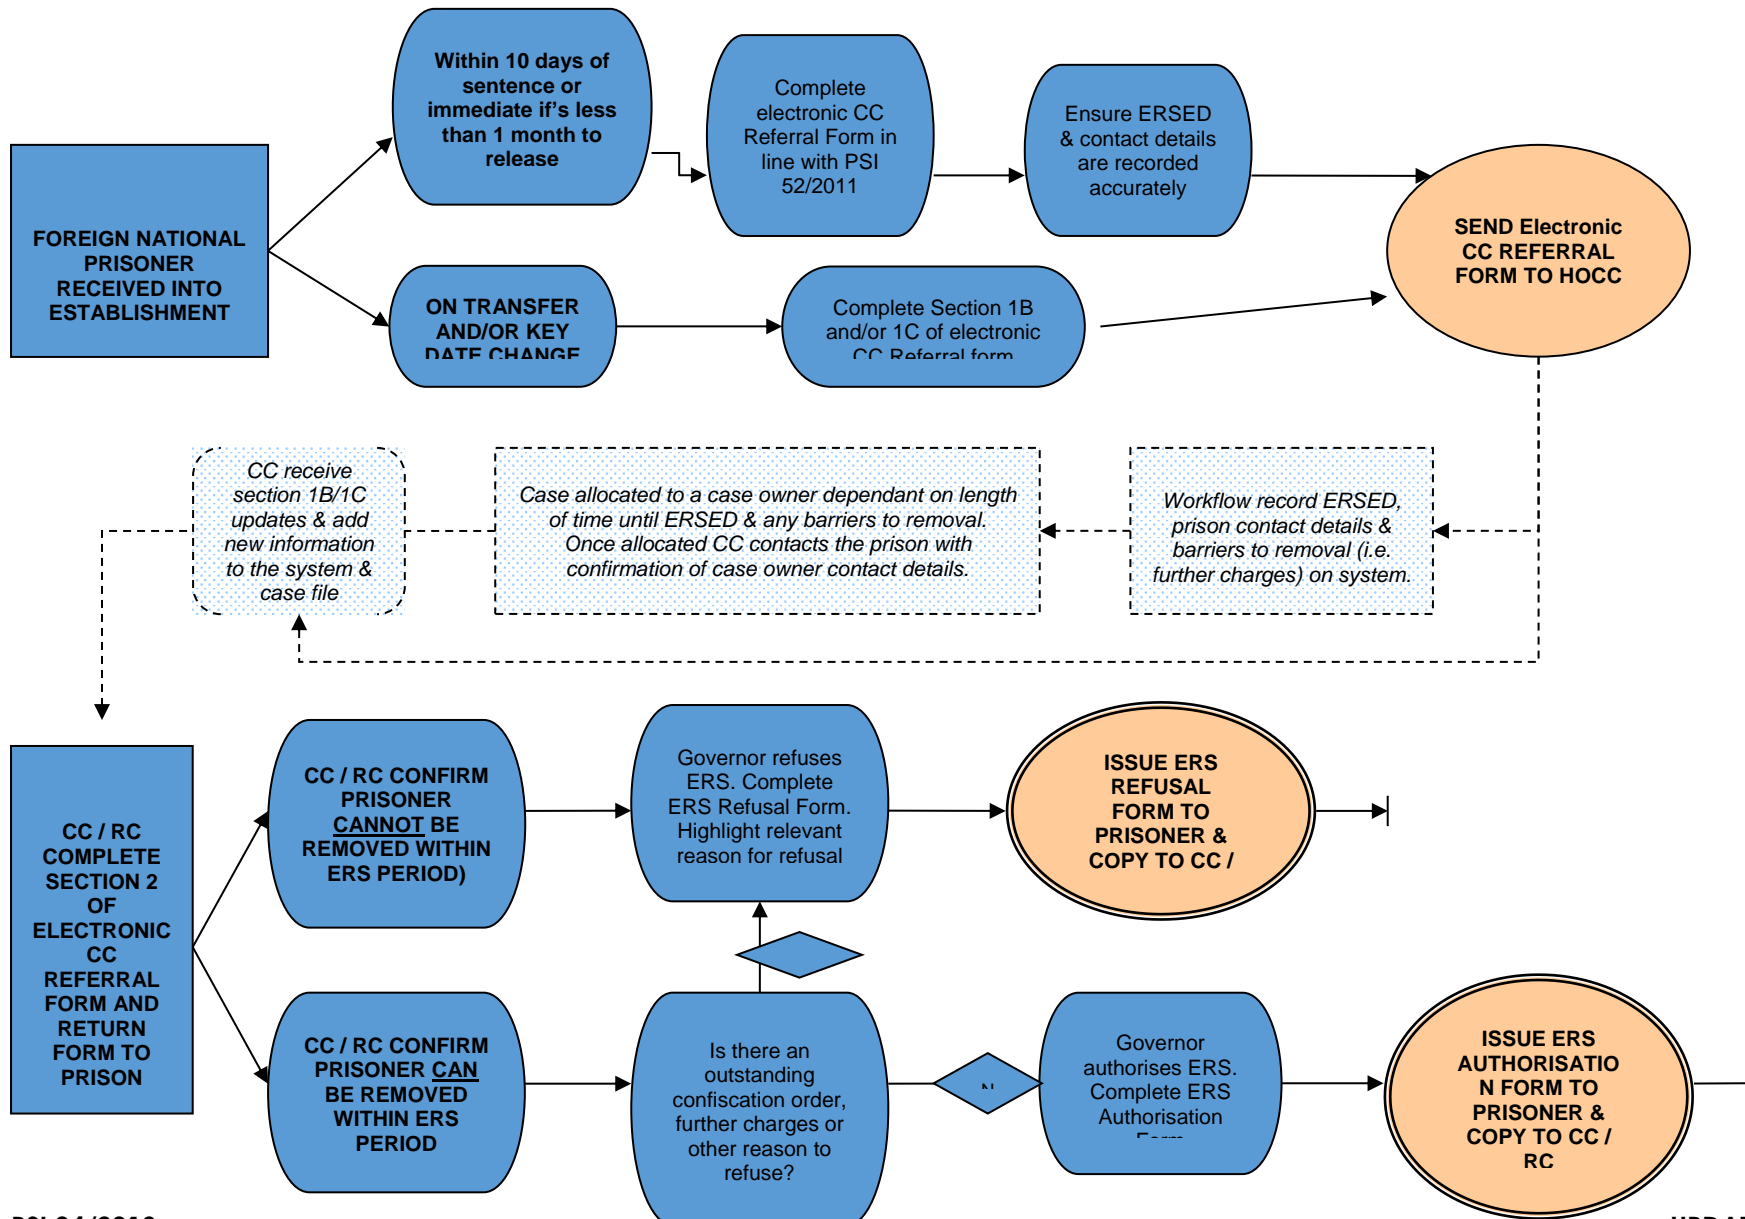 Within 10 days of
sentence or
immediate if's less
than 1 month to
release
Complete
electronic CC
Referral Form in
line with PSI
52/2011
Ensure ERSED
& contact details
are recorded
accurately
SEND Electronic
CC REFERRAL
FORM TO HOCC
FOREIGN NATIONAL
PRISONER
RECEIVED INTO
ESTABLISHMENT
ON TRANSFER
AND/OR KEY
DATE CHANGE
Complete Section 1B
and/or 1C of electronic
CC Referral form
CC receive
section 1B/1C
updates & add
new information
to the system &
case file
Case allocated to a case owner dependant on length
of time until ERSED & any barriers to removal.
Once allocated CC contacts the prison with
confirmation of case owner contact details.
Workflow record ERSED,
prison contact details &
barriers to removal (i.e.
further charges) on system.
CC / RC
COMPLETE
SECTION 2
OF
ELECTRONIC
CC
REFERRAL
FORM AND
RETURN
FORM TO
PRISON
CC / RC CONFIRM
PRISONER
CANNOT BE
REMOVED WITHIN
ERS PERIOD)
Governor refuses
ERS. Complete
ERS Refusal Form.
Highlight relevant
reason for refusal
ISSUE ERS
REFUSAL
FORM TO
PRISONER &
COPY TO CC /
CC / RC CONFIRM
PRISONER CAN
BE REMOVED
WITHIN ERS
PERIOD
Is there an
outstanding
confiscation order,
further charges or
other reason to
refuse?
Governor
authorises ERS.
Complete ERS
Authorisation
Form
ISSUE ERS
AUTHORISATIO
N FORM TO
PRISONER &
COPY TO CC /
RC